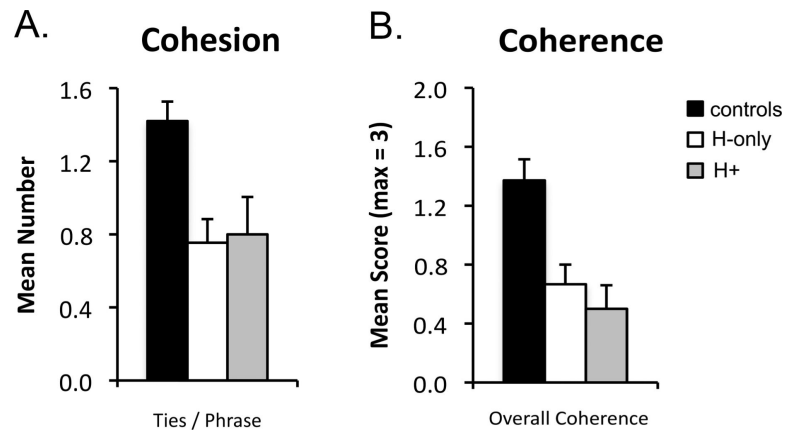 A.
Cohesion
Mean Number
1.6
1.2
0.8
0.4
0.0
Ties / Phrase
B.
Coherence
Mean Score (max = 3)
2.0
1.6
1.2
0.8
0.4
0.0
Overall Coherence
controls
H-only
H+